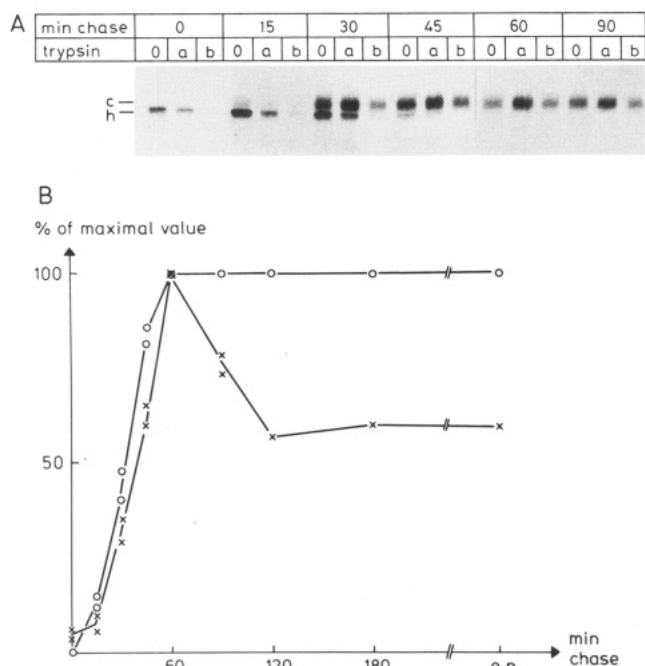 A
min chase 0 15 30 45 60 90
trypsin 0 a b 0 a b 0 a b 0 a b 0 a b 0 a b
c
h
B
% of maximal value
100
50
60 120 180
min
chase